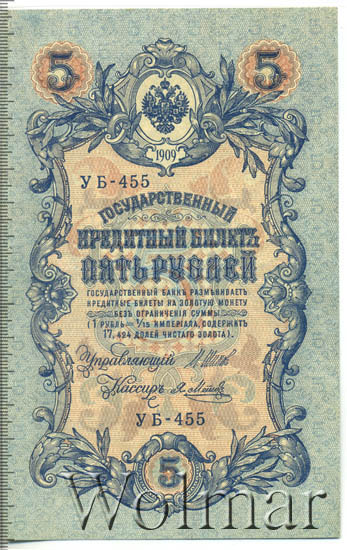 5 5
1909
УБ-455
ГОСУДАРСТВЕННЫЙ
КРЕДИТНЫЙ БИЛЕТЪ
ПЯТЬ РУБЛЕЙ
ГОСУДАРСТВЕННЫЙ БАНКЪ РАЗМѢНИВАЕТЪ
КРЕДИТНЫЕ БИЛЕТЫ НА ЗОЛОТУЮ МОНЕТУ
БЕЗЪ ОГРАНИЧЕНІЯ СУММЫ
(1 РУБЛЬ = 1/15 ИМПЕРІАЛА, СОДЕРЖИТЪ
17,424 ДОЛЕЙ ЧИСТАГО ЗОЛОТА).
Управляющій
Кассиръ
УБ-455
5
Wolmar